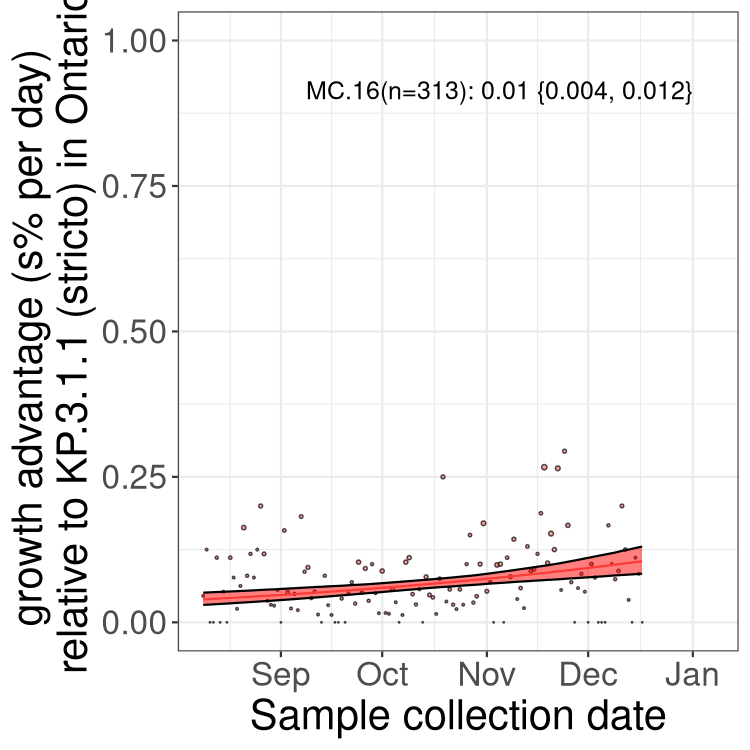 growth advantage (s% per day)
relative to KP.3.1.1 (stricto) in Ontario
1.00
0.75
0.50
0.25
0.00
MC.16(n=313): 0.01 {0.004, 0.012}
Sep Oct Nov Dec Jan
Sample collection date